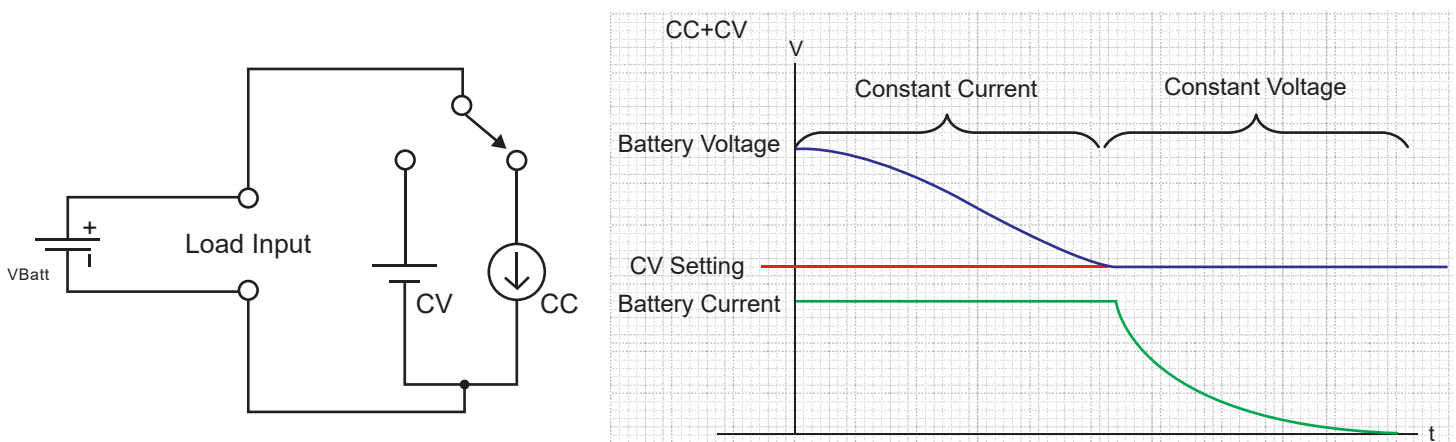 +
Load Input
VBatt
CV
CC
CC+CV
V
Constant Current
Constant Voltage
Battery Voltage
CV Setting
Battery Current
t